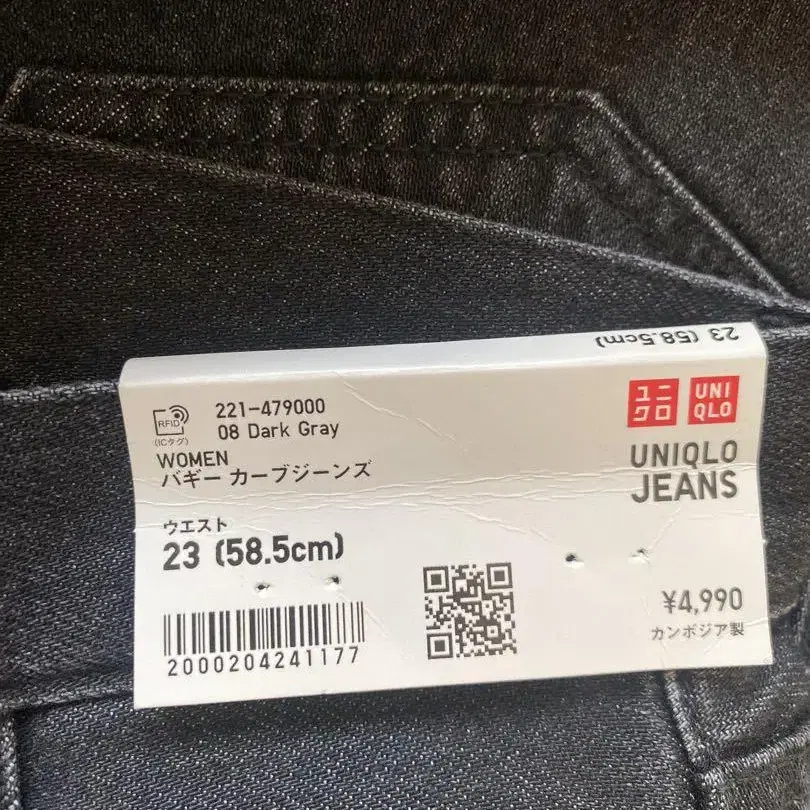 23 (58.5cm)
RFID
(ICタグ)
221-479000
08 Dark Gray
WOMEN
バギー カーブジーンズ
ユニ
クロ
UNI
QLO
UNIQLO
JEANS
ウエスト
23 (58.5cm)
2000204241177
¥4,990
カンボジア製